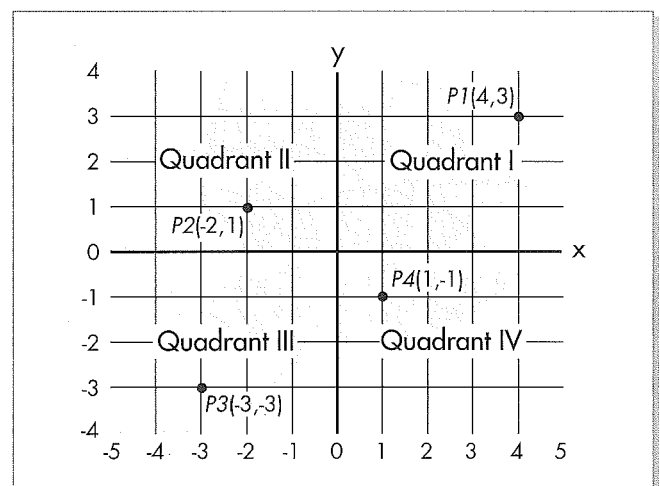 y
4
P1(4,3)
3
2
Quadrant II
Quadrant I
1
P2(-2,1)
0
x
P4(1,-1)
-1
-2
Quadrant III
Quadrant IV
-3
P3(-3,-3)
-4
-5 -4 -3 -2 -1 0 1 2 3 4 5